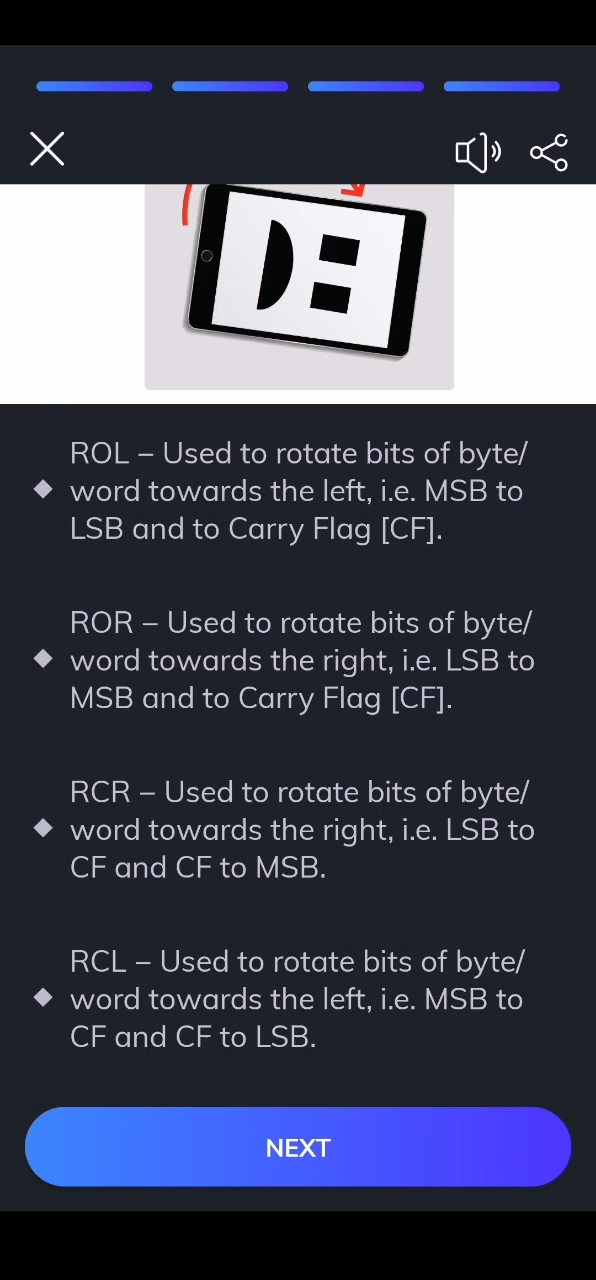 ROL – Used to rotate bits of byte/
word towards the left, i.e. MSB to
LSB and to Carry Flag [CF].
ROR – Used to rotate bits of byte/
word towards the right, i.e. LSB to
MSB and to Carry Flag [CF].
RCR – Used to rotate bits of byte/
word towards the right, i.e. LSB to
CF and CF to MSB.
RCL – Used to rotate bits of byte/
word towards the left, i.e. MSB to
CF and CF to LSB.
NEXT